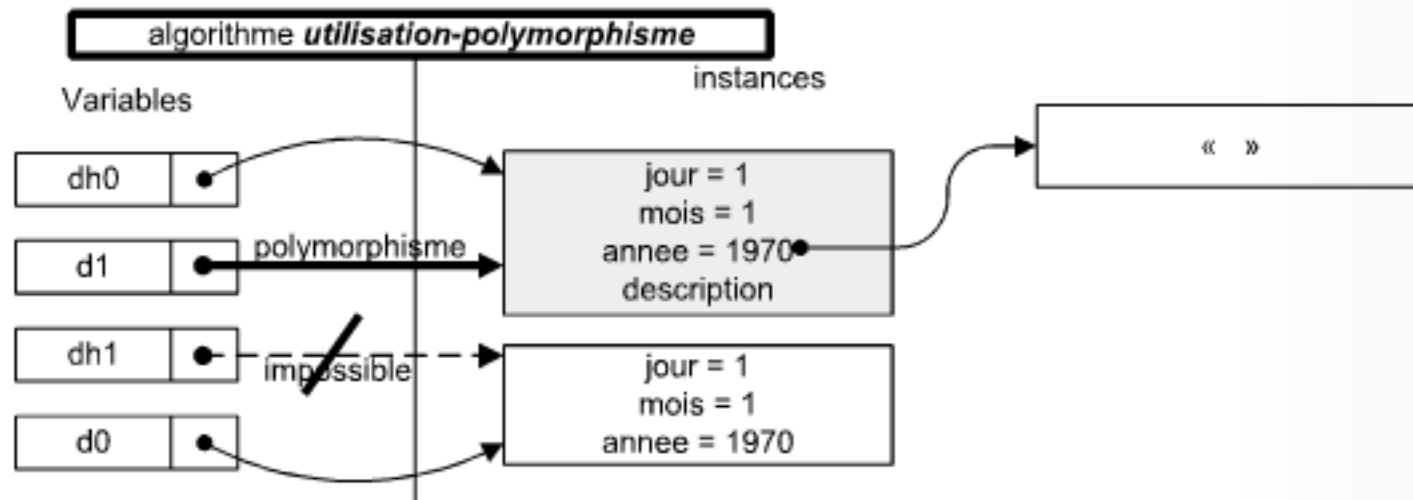 algorithme utilisation-polymorphisme
instances
Variables
dh0
d1
dh1
d0
polymorphisme
impossible
jour = 1
mois = 1
annee = 1970
description
jour = 1
mois = 1
annee = 1970
« »